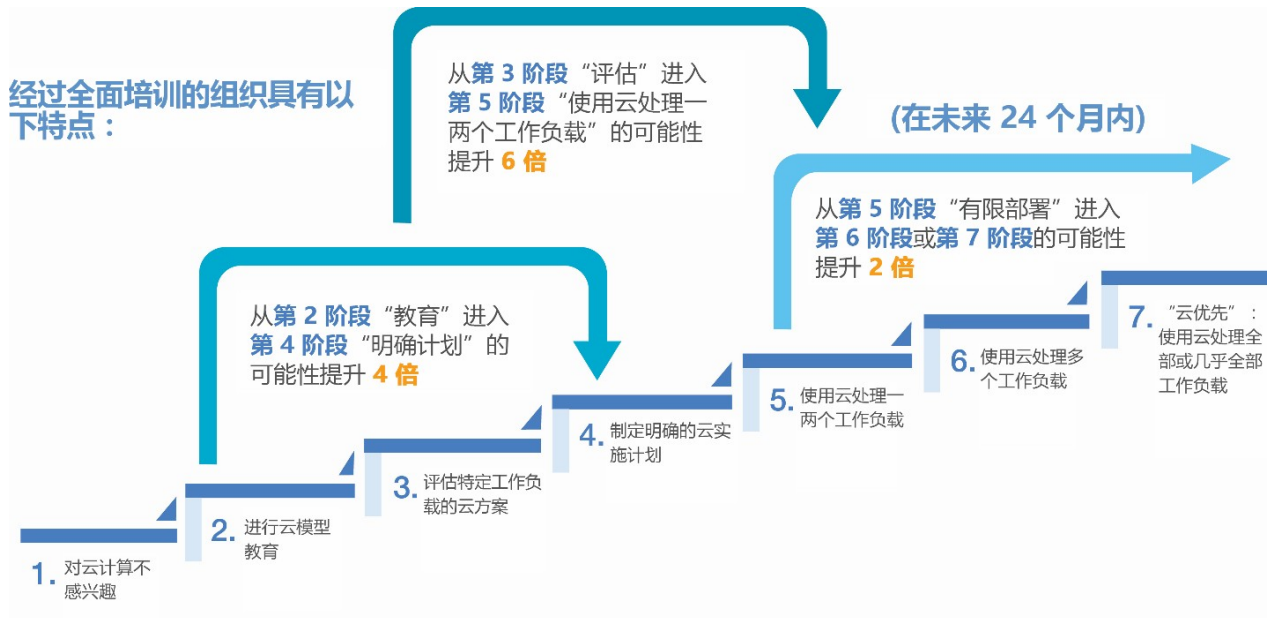 经过全面培训的组织具有以
下特点：
从第 3 阶段“评估”进入
第 5 阶段“使用云处理一
两个工作负载”的可能性
提升 6 倍
(在未来 24 个月内)
从第 5 阶段“有限部署”进入
第 6 阶段或第 7 阶段的可能性
提升 2 倍
从第 2 阶段“教育”进入
第 4 阶段“明确计划”的
可能性提升 4 倍
1. 对云计算不
感兴趣
2. 进行云模型
教育
3. 评估特定工作负
载的云方案
4. 制定明确的云实
施计划
5. 使用云处理一
两个工作负载
6. 使用云处理多
个工作负载
7. “云优先”：
使用云处理全
部或几乎全部
工作负载